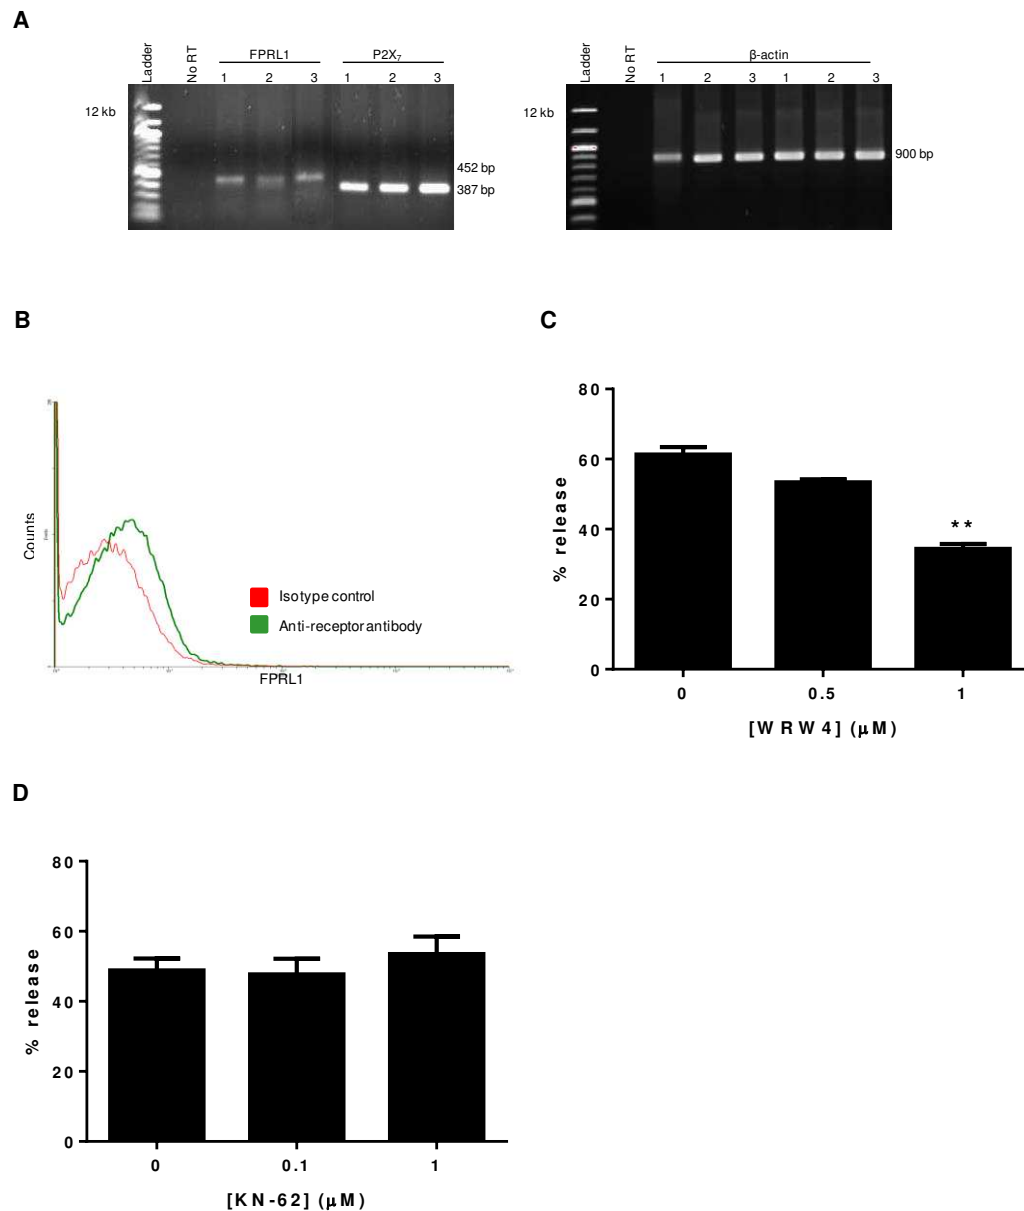 A
Ladder
No RT
FPRL1
P2X₇
1 2 3 1 2 3
12 kb
452 bp
387 bp
Ladder
No RT
β-actin
1 2 3 1 2 3
12 kb
900 bp
B
Counts
Isotype control
Anti-receptor antibody
FPRL1
C
% release
80
60
40
20
0
**
0 0.5 1
[WRW4] (μM)
D
% release
80
60
40
20
0
0 0.1 1
[KN-62] (μM)